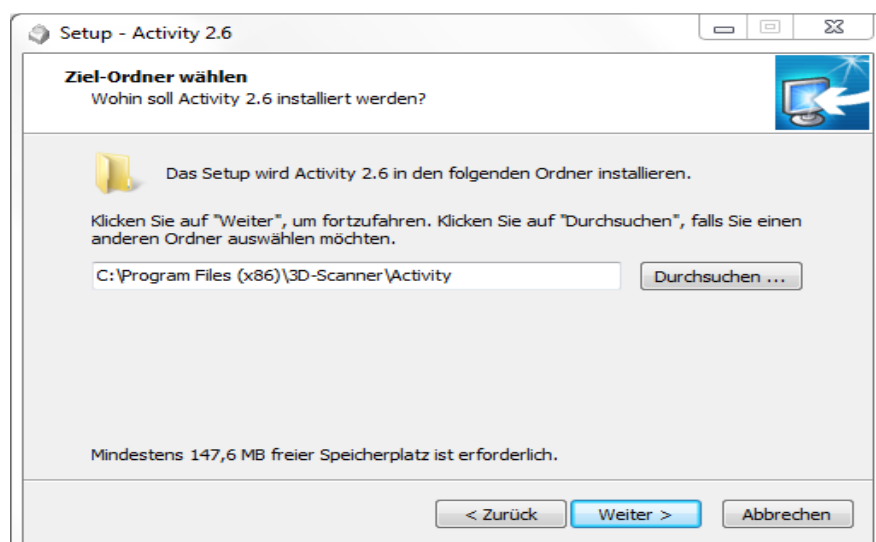 Setup - Activity 2.6
Ziel-Ordner wählen
Wohin soll Activity 2.6 installiert werden?
Das Setup wird Activity 2.6 in den folgenden Ordner installieren.
Klicken Sie auf "Weiter", um fortzufahren. Klicken Sie auf "Durchsuchen", falls Sie einen
anderen Ordner auswählen möchten.
C:\Program Files (x86)\3D-Scanner\Activity
Durchsuchen ...
Mindestens 147,6 MB freier Speicherplatz ist erforderlich.
< Zurück
Weiter >
Abbrechen